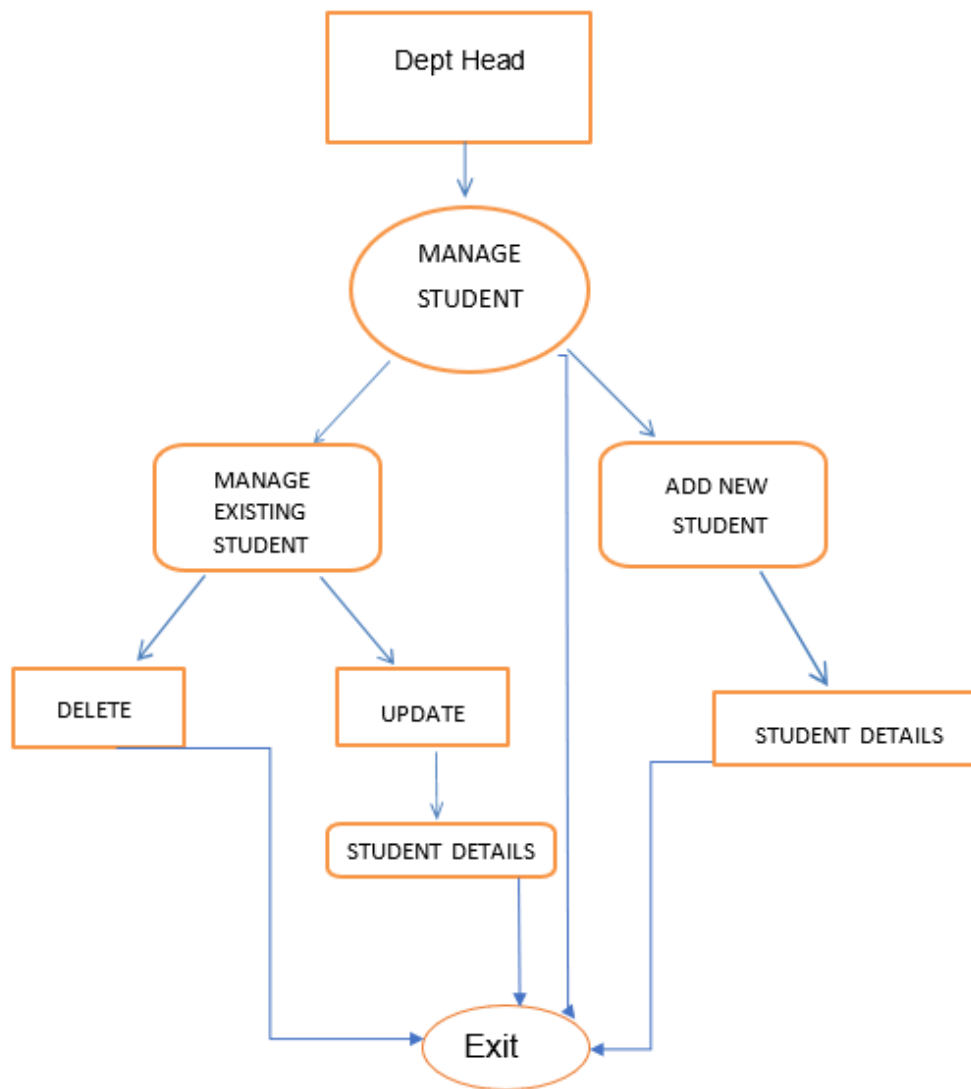 Dept Head
MANAGE
STUDENT
MANAGE
EXISTING
STUDENT
ADD NEW
STUDENT
DELETE
UPDATE
STUDENT DETAILS
STUDENT DETAILS
Exit